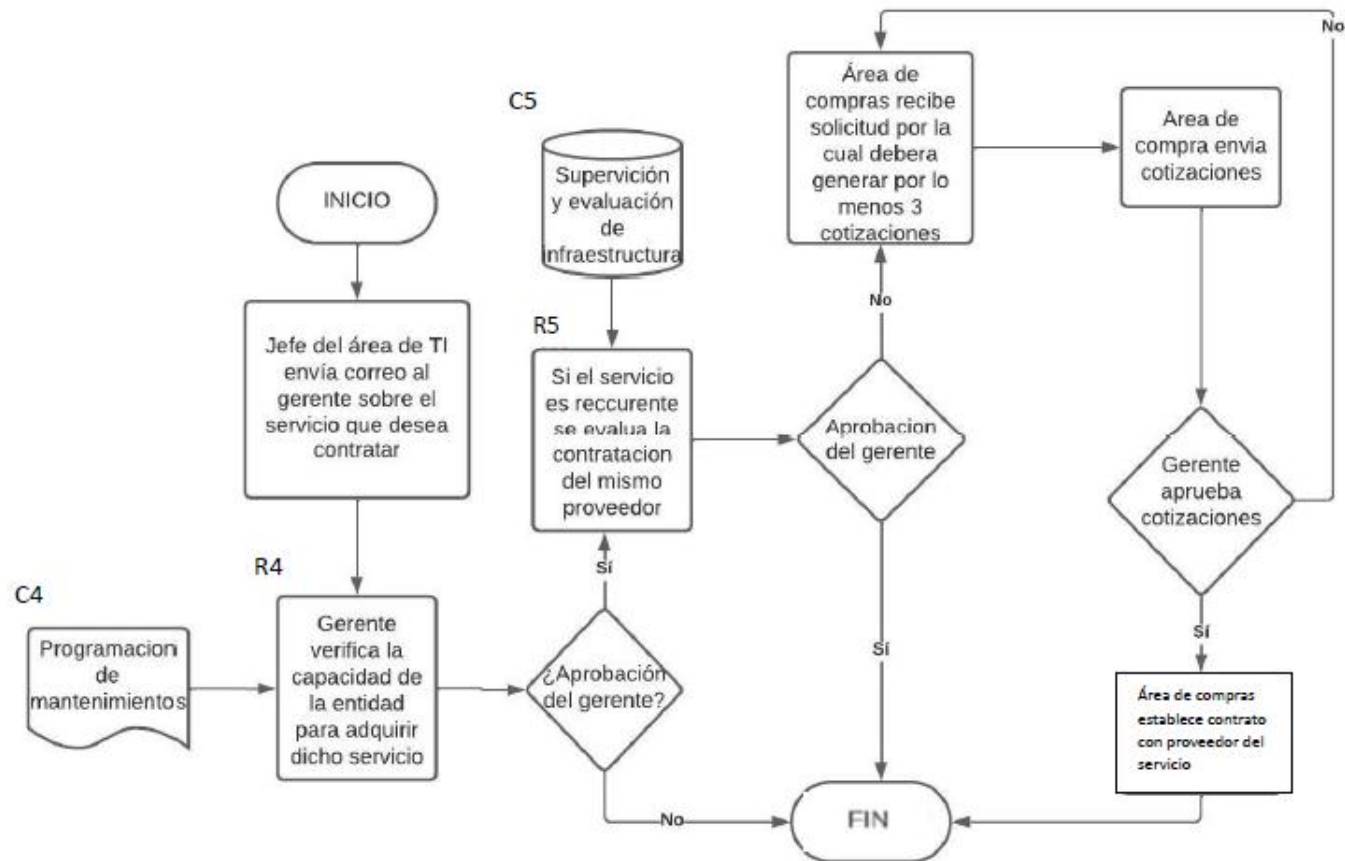 No
Área de
compras recibe
solicitud por la
cual debera
generar por lo
menos 3
cotizaciones
Area de
compra envia
cotizaciones
C5
Supervición
y evaluación
de
infraestructura
INICIO
No
R5
Jefe del área de TI
envía correo al
gerente sobre el
servicio que desea
contratar
Si el servicio
es reccurente
se evalua la
contratacion
del mismo
proveedor
Aprobacion
del gerente
Gerente
aprueba
cotizaciones
R4
Sí
C4
Programacion
de
mantenimientos
Gerente
verifica la
capacidad de
la entidad
para adquirir
dicho servicio
¿Aprobación
del gerente?
Sí
Sí
Área de compras
establece contrato
con proveedor del
servicio
No
FIN